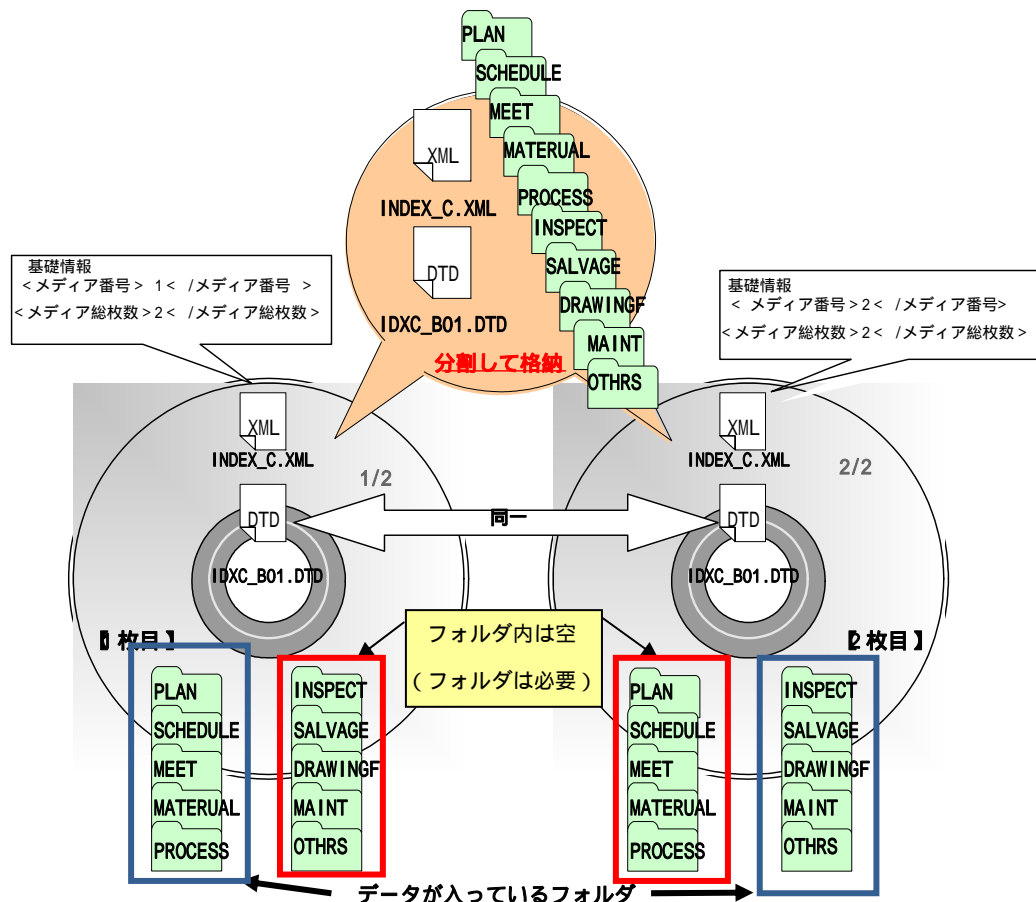 PLAN
SCHEDULE
MEET
MATERUAL
PROCESS
INSPECT
SALVAGE
DRAWINGF
MAINT
OTHRS
XML
INDEX_C.XML
DTD
IDXC_B01.DTD
分割して格納
基礎情報
<メディア番号> 1< /メディア番号 >
<メディア総枚数>2< /メディア総枚数>
基礎情報
< メディア番号>2< /メディア番号>
<メディア総枚数>2< /メディア総枚数>
XML
INDEX_C.XML
1/2
DTD
IDXC_B01.DTD
同一
XML
INDEX_C.XML
2/2
DTD
IDXC_B01.DTD
フォルダ内は空
(フォルダは必要)
【1枚目】
PLAN
SCHEDULE
MEET
MATERUAL
PROCESS
INSPECT
SALVAGE
DRAWINGF
MAINT
OTHRS
【2枚目】
PLAN
SCHEDULE
MEET
MATERUAL
PROCESS
INSPECT
SALVAGE
DRAWINGF
MAINT
OTHRS
データが入っているフォルダ